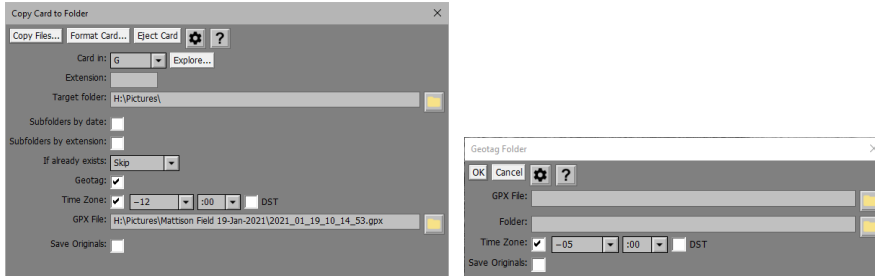 Copy Card to Folder
Copy Files... Format Card... Eject Card ?
Card in: G Explore...
Extension:
Target folder: H:\Pictures\
Subfolders by date:
Subfolders by extension:
If already exists: Skip
Geotag:
Time Zone: -12 :00 DST
GPX File: H:\Pictures\Mattison Field 19-Jan-2021\2021_01_19_10_14_53.gpx
Save Originals:
Geotag Folder
OK Cancel ?
GPX File:
Folder:
Time Zone: -05 :00 DST
Save Originals: